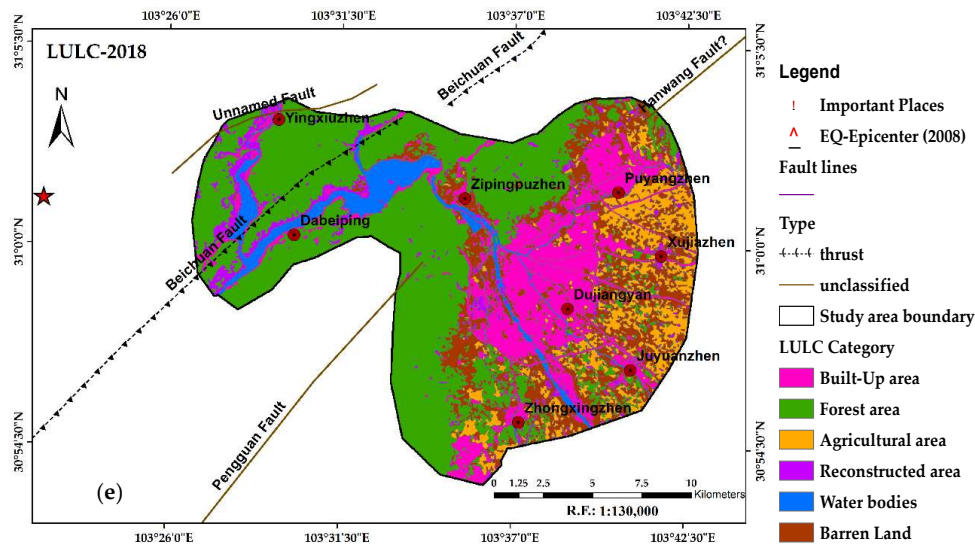 103°26'0"E 103°31'30"E 103°37'0"E 103°42'30"E
31°5'30"N
31°5'30"N
LULC-2018
N
Beichuan Fault
Hanwang Fault?
Unnamed Fault
Yingxiuzhen
Zipingpuzhen
Puyangzhen
Dabeiping
Xujiazhen
31°0'0"N
31°0'0"N
Beichuan Fault
Dujiangyan
Juyuanzhen
Zhongxingzhen
Pengguan Fault
30°54'30"N
30°54'30"N
(e)
0 1.25 2.5 5 7.5 10
Kilometers
R.F.: 1:130,000
103°26'0"E 103°31'30"E 103°37'0"E 103°42'30"E
Legend
! Important Places
^ EQ-Epicenter (2008)
Fault lines
Type
thrust
unclassified
Study area boundary
LULC Category
Built-Up area
Forest area
Agricultural area
Reconstructed area
Water bodies
Barren Land